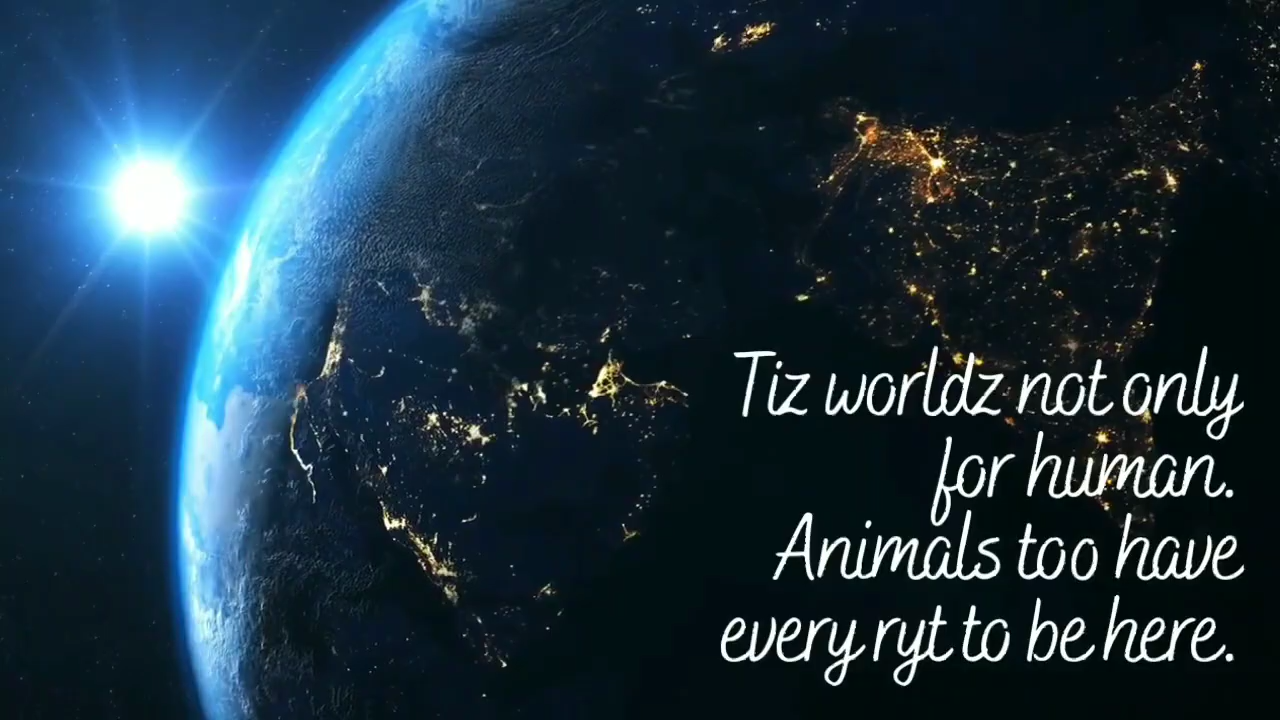 Tiz worldz not only
for human.
Animals too have
every ryt to be here.